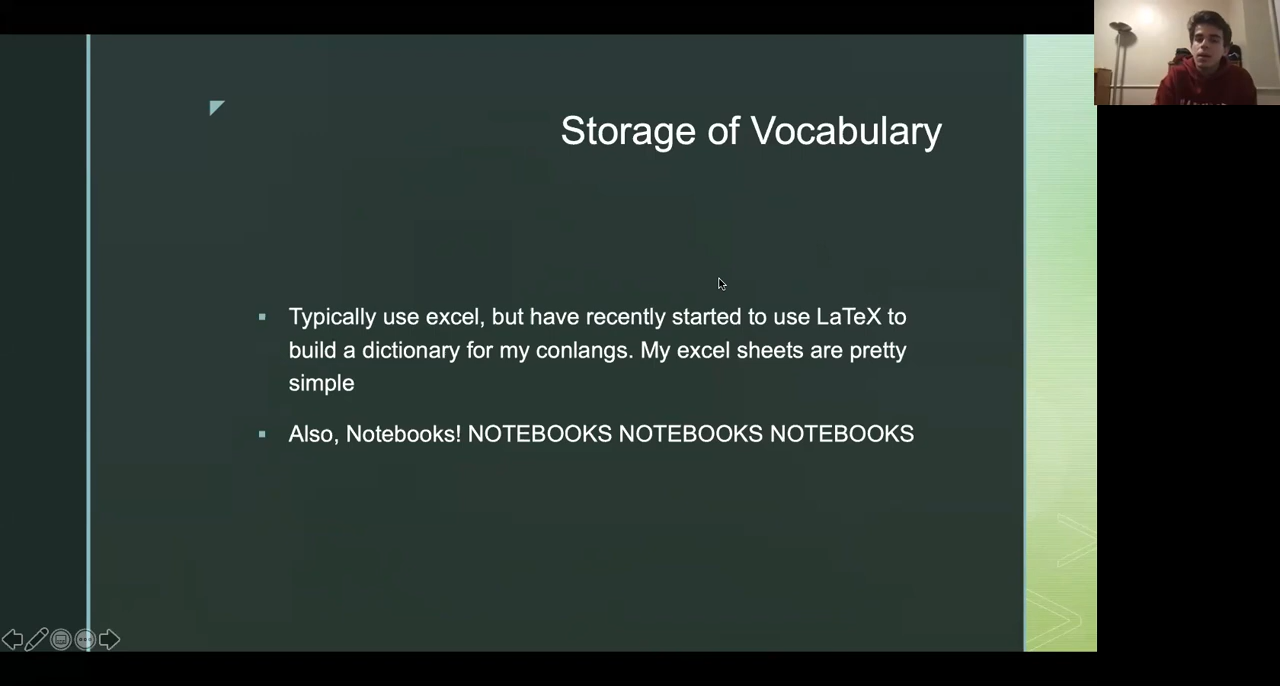 Storage of Vocabulary
Typically use excel, but have recently started to use LaTeX to
build a dictionary for my conlangs. My excel sheets are pretty
simple
Also, Notebooks! NOTEBOOKS NOTEBOOKS NOTEBOOKS